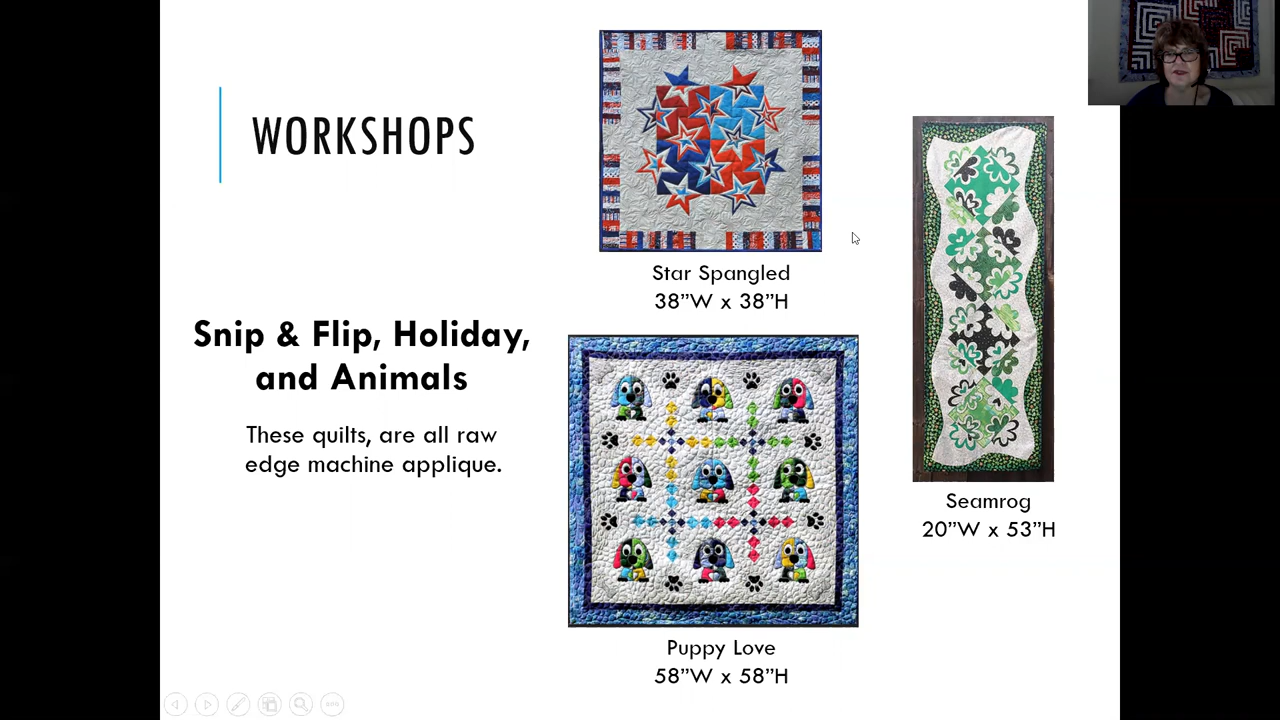 WORKSHOPS
Snip & Flip, Holiday,
and Animals
These quilts, are all raw
edge machine applique.
Star Spangled
38”W x 38”H
Puppy Love
58”W x 58”H
Seamrog
20”W x 53”H